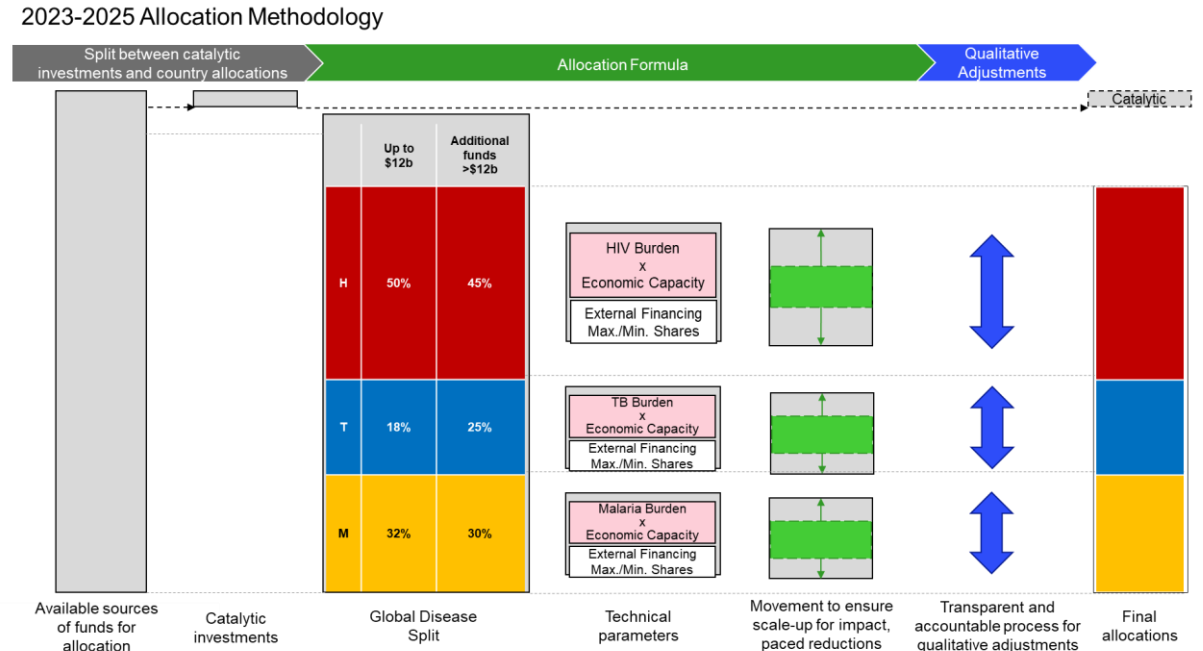 2023-2025 Allocation Methodology
Split between catalytic
investments and country allocations
Allocation Formula
Qualitative
Adjustments
Catalytic
Up to
$12b
Additional
funds
>$12b
H
50%
45%
HIV Burden
x
Economic Capacity
External Financing
Max./Min. Shares
T
18%
25%
TB Burden
x
Economic Capacity
External Financing
Max./Min. Shares
M
32%
30%
Malaria Burden
x
Economic Capacity
External Financing
Max./Min. Shares
Available sources
of funds for
allocation
Catalytic
investments
Global Disease
Split
Technical
parameters
Movement to ensure
scale-up for impact,
paced reductions
Transparent and
accountable process for
qualitative adjustments
Final
allocations